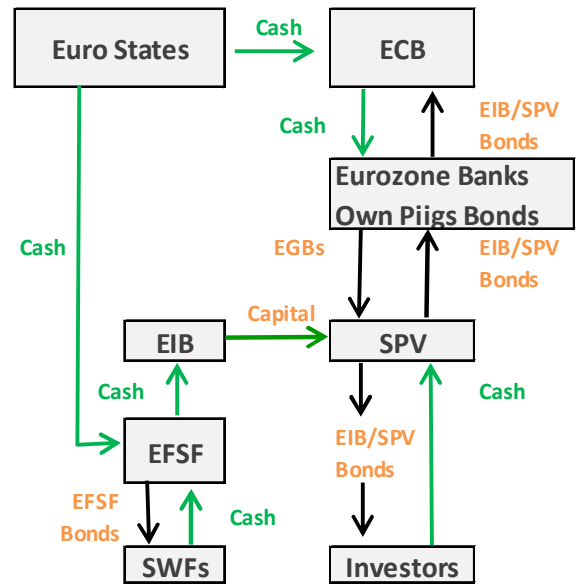 Euro States
Cash
ECB
Cash
EIB/SPV
Bonds
Eurozone Banks
Own Piigs Bonds
Cash
EGBs
EIB/SPV
Bonds
Capital
EIB
SPV
Cash
Cash
EFSF
EIB/SPV
Bonds
EFSF
Bonds
Cash
SWFs
Investors